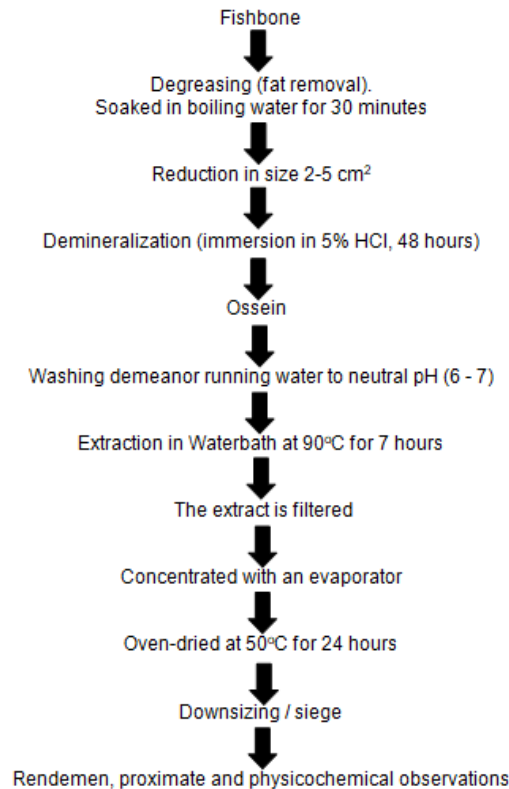 Fishbone
Degreasing (fat removal).
Soaked in boiling water for 30 minutes
Reduction in size 2-5 cm²
Demineralization (immersion in 5% HCl, 48 hours)
Ossein
Washing demeanor running water to neutral pH (6 - 7)
Extraction in Waterbath at 90°C for 7 hours
The extract is filtered
Concentrated with an evaporator
Oven-dried at 50°C for 24 hours
Downsizing / siege
Rendemen, proximate and physicochemical observations